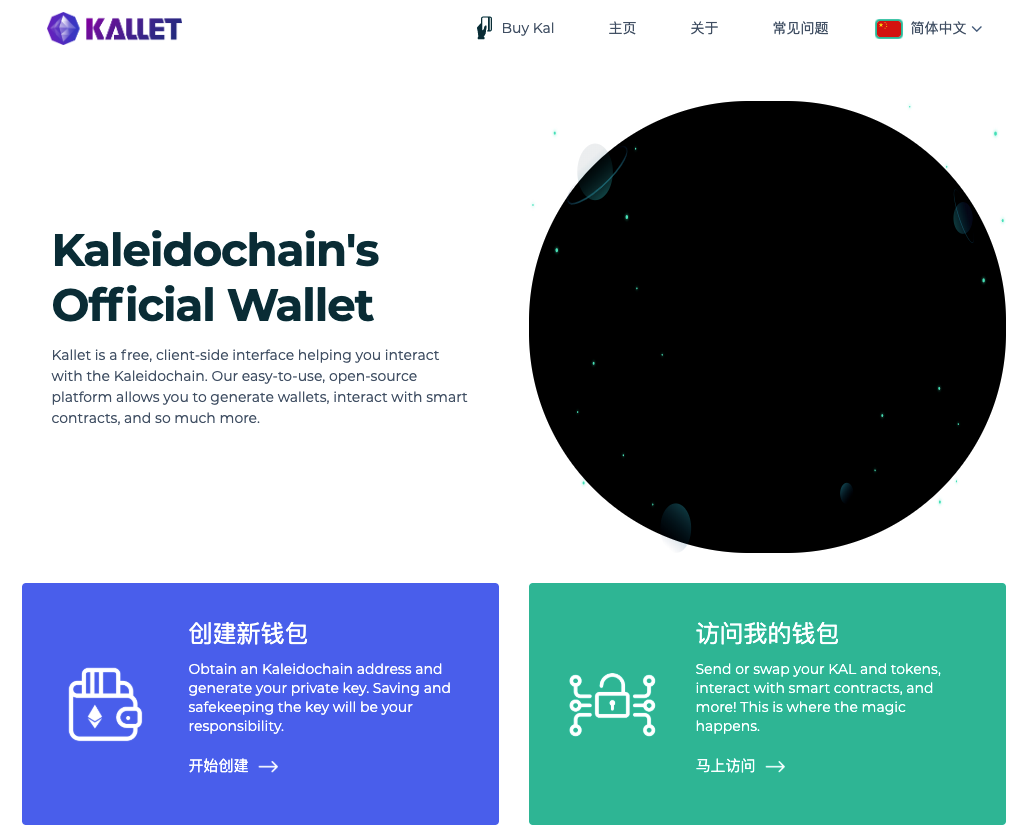 KALLET
Buy Kal
主页
关于
常见问题
简体中文
Kaleidochain's
Official Wallet
Kallet is a free, client-side interface helping you interact
with the Kaleidochain. Our easy-to-use, open-source
platform allows you to generate wallets, interact with smart
contracts, and so much more.
创建新钱包
Obtain an Kaleidochain address and
generate your private key. Saving and
safekeeping the key will be your
responsibility.
开始创建
访问我的钱包
Send or swap your KAL and tokens,
interact with smart contracts, and
more! This is where the magic
happens.
马上访问